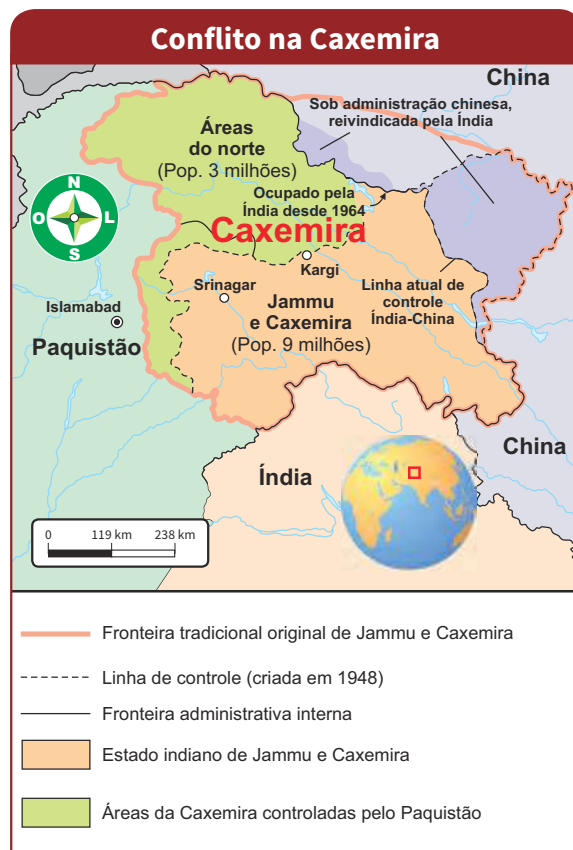 Conflito na Caxemira
China
Sob administração chinesa,
reivindicada pela Índia
Áreas
do norte
(Pop. 3 milhões)
Ocupado pela
Índia desde 1964
N
O
L
S
Caxemira
Kargi
Srinagar
Linha atual de
controle
Índia-China
Islamabad
Jammu
e Caxemira
(Pop. 9 milhões)
Paquistão
China
Índia
0 119 km 238 km
Fronteira tradicional original de Jammu e Caxemira
Linha de controle (criada em 1948)
Fronteira administrativa interna
Estado indiano de Jammu e Caxemira
Áreas da Caxemira controladas pelo Paquistão